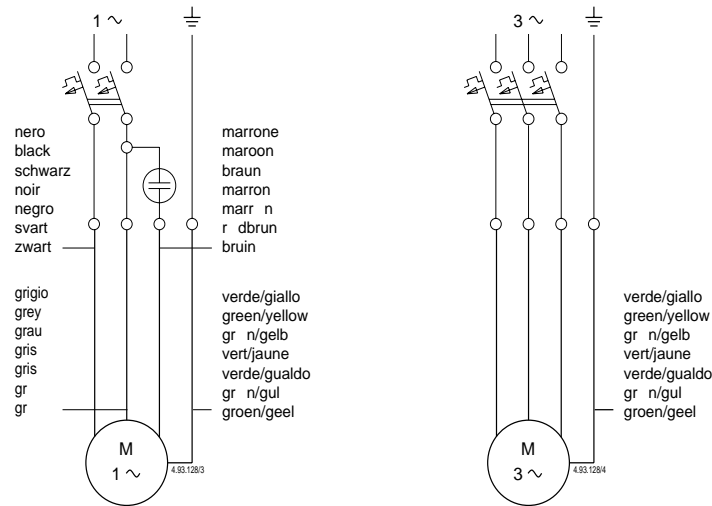 1 ~
nero
black
schwarz
noir
negro
svart
zwart
marrone
maroon
braun
marron
marr n
r dbrun
bruin
grigio
grey
grau
gris
gris
gr
gr
verde/giallo
green/yellow
gr n/gelb
vert/jaune
verde/gualdo
gr n/gul
groen/geel
M
1 ~
4.93.128/3
3 ~
verde/giallo
green/yellow
gr n/gelb
vert/jaune
verde/gualdo
gr n/gul
groen/geel
M
3 ~
4.93.128/4